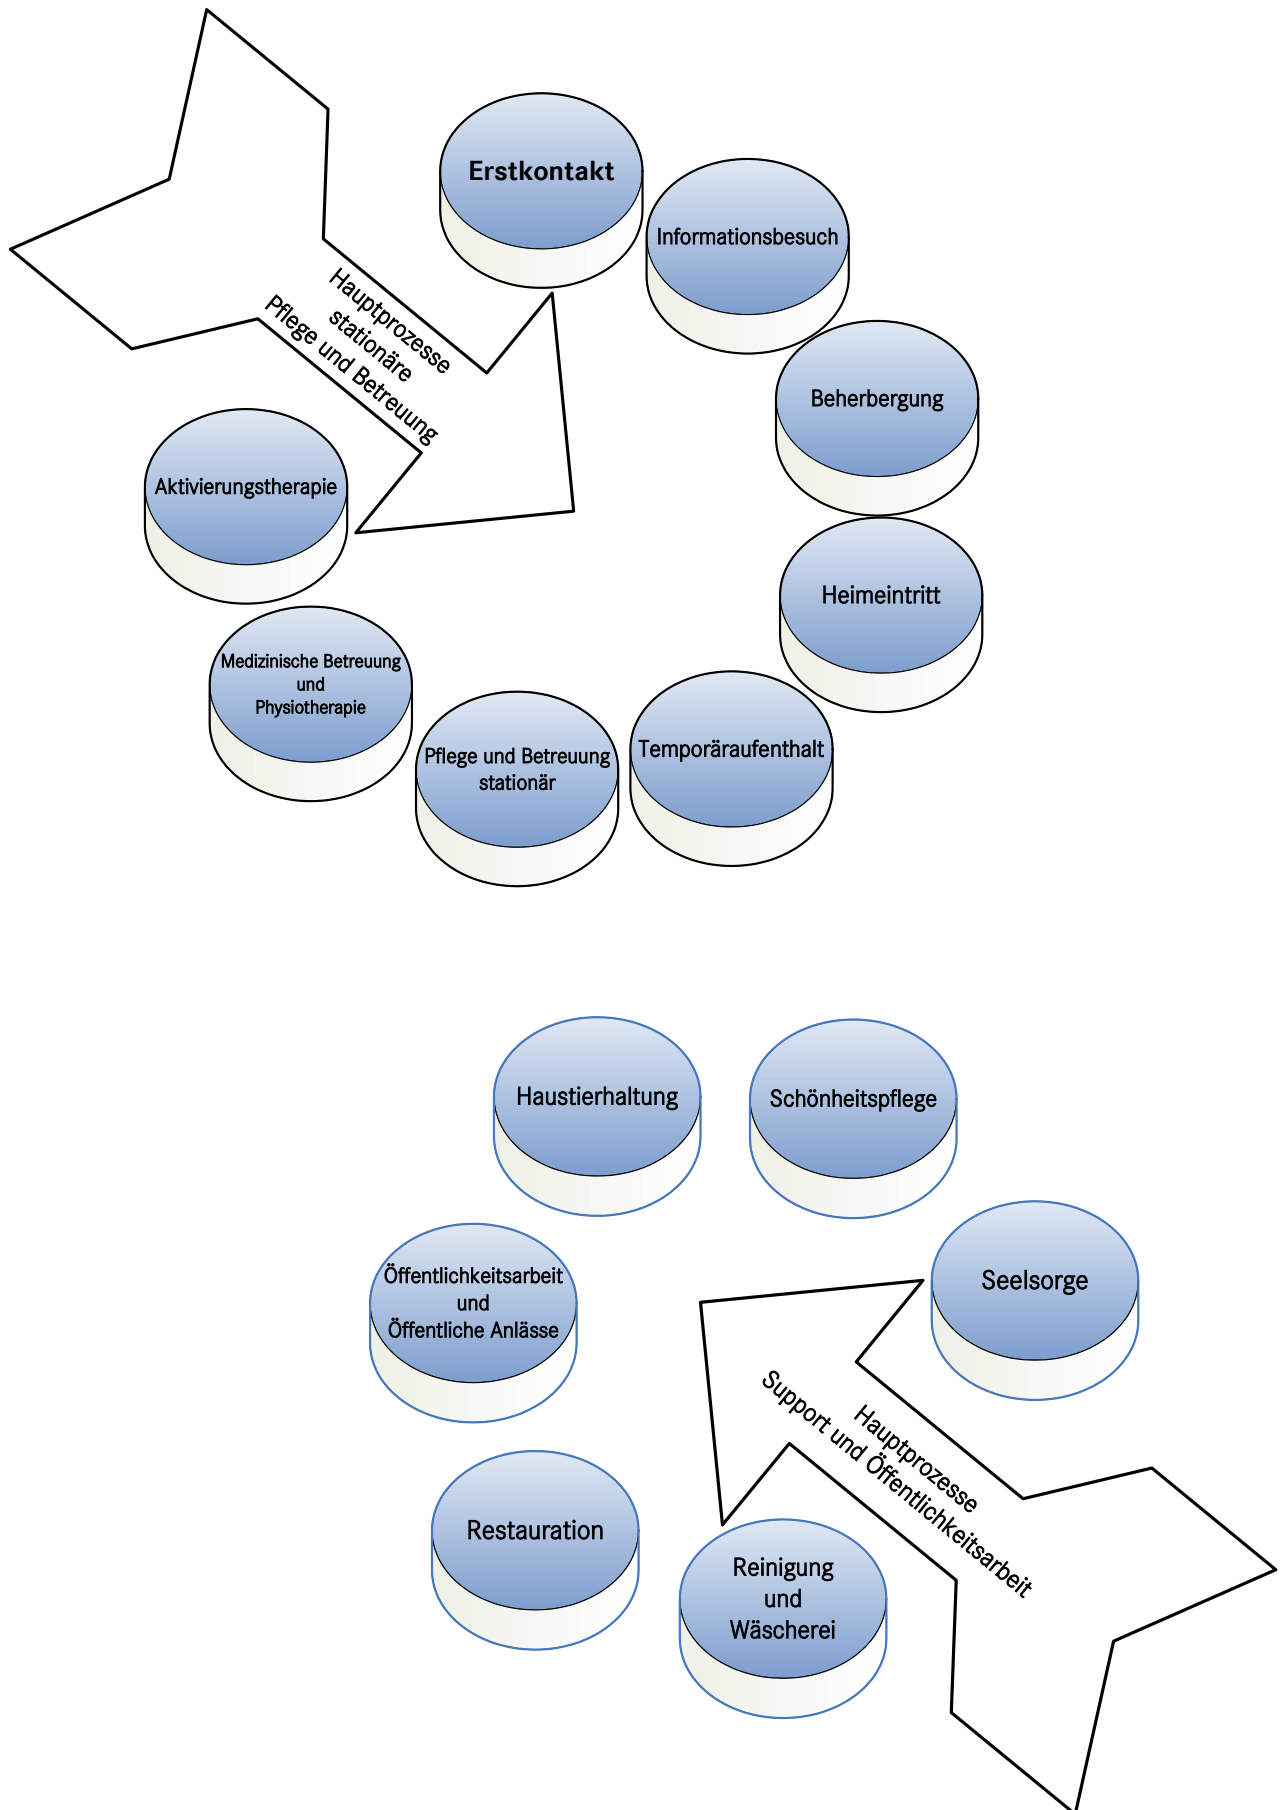 Erstkontakt
Informationsbesuch
Hauptprozesse
stationäre
Pflege und Betreuung
Beherbergung
Aktivierungstherapie
Heimeintritt
Medizinische Betreuung
und
Physiotherapie
Pflege und Betreuung
stationär
Temporäraufenthalt
Haustierhaltung
Schönheitspflege
Öffentlichkeitsarbeit
und
Öffentliche Anlässe
Seelsorge
Hauptprozesse
Support und Öffentlichkeitsarbeit
Restauration
Reinigung
und
Wäscherei